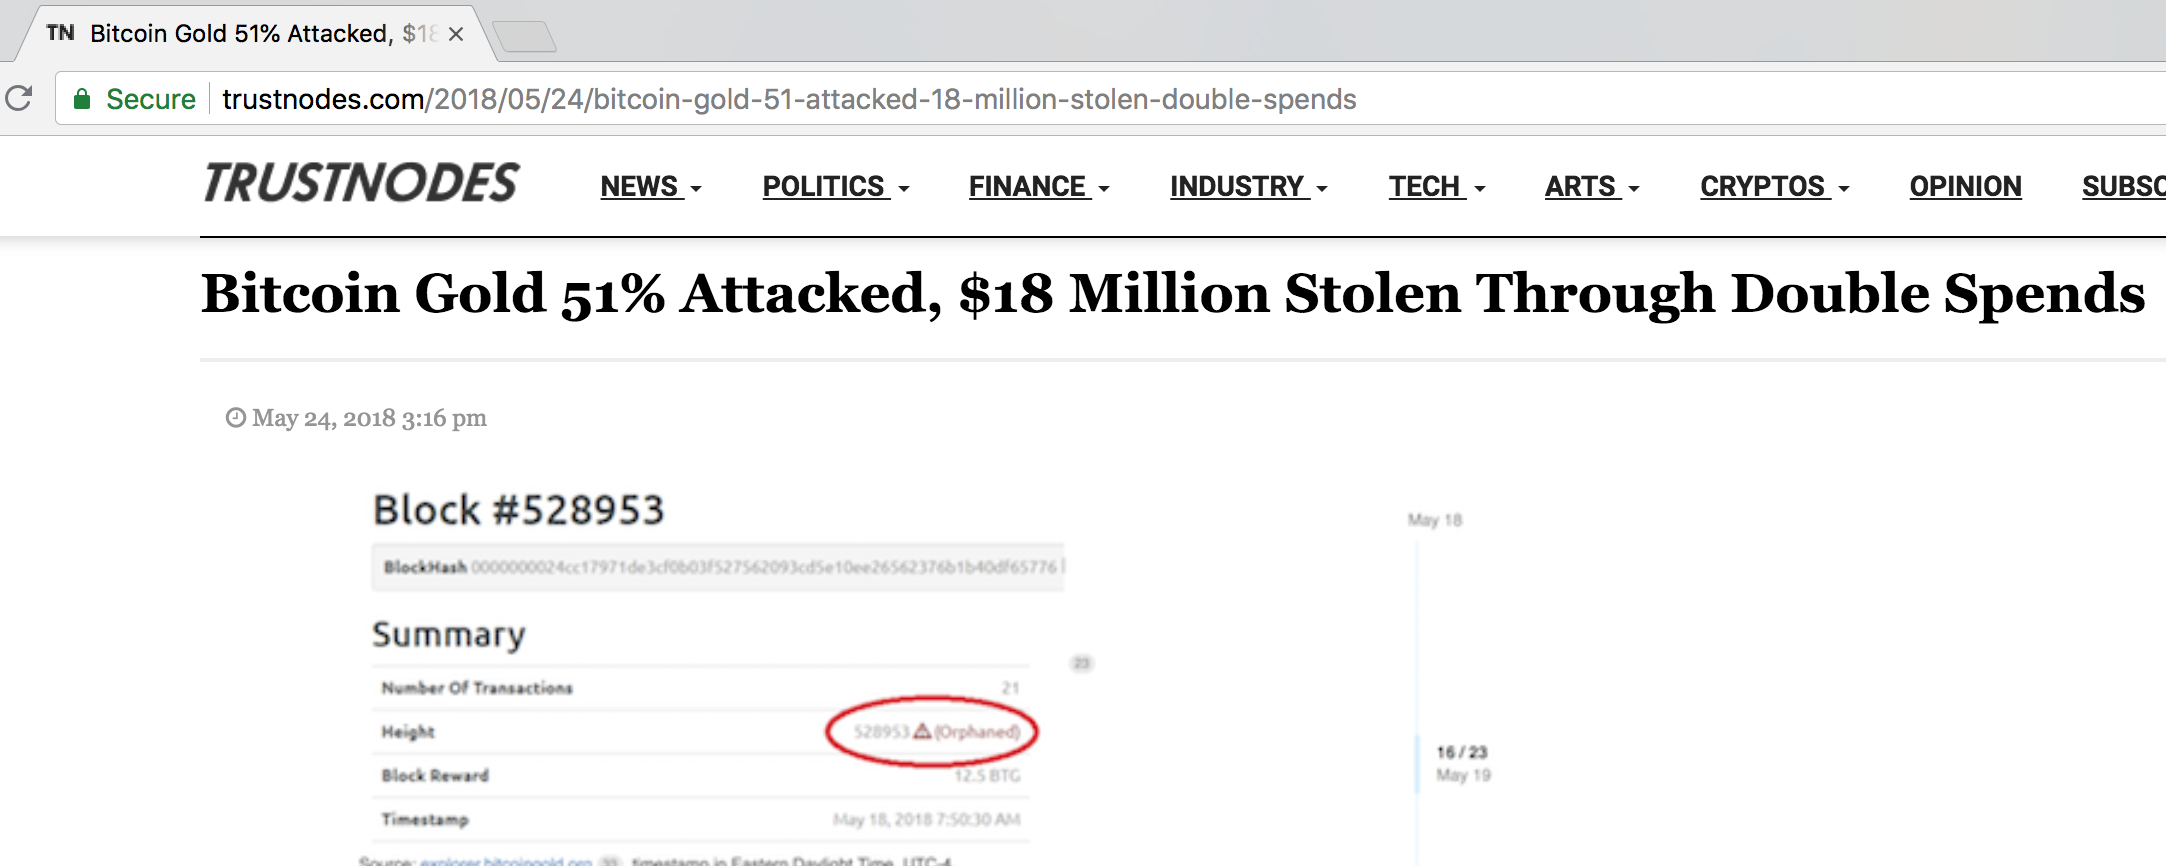 TN Bitcoin Gold 51% Attacked, $18
Secure trustnodes.com/2018/05/24/bitcoin-gold-51-attacked-18-million-stolen-double-spends
TRUSTNODES NEWS POLITICS FINANCE INDUSTRY TECH ARTS CRYPTOS OPINION SUBSC
Bitcoin Gold 51% Attacked, $18 Million Stolen Through Double Spends
May 24, 2018 3:16 pm
Block #528953
May 18
BlockHash 0000000024cc17971de3cf0b03f527562093cd5e10ee26562376b1b40df65776
Summary
23
Number Of Transactions 21
Height 528953 (Orphaned)
16 / 23
Block Reward 12.5 BTG
May 19
Timestamp May 18, 2018 7:50:30 AM
Source: explorer.bitcoingold.org 33 timestamp in Eastern Daylight Time, UTC-4